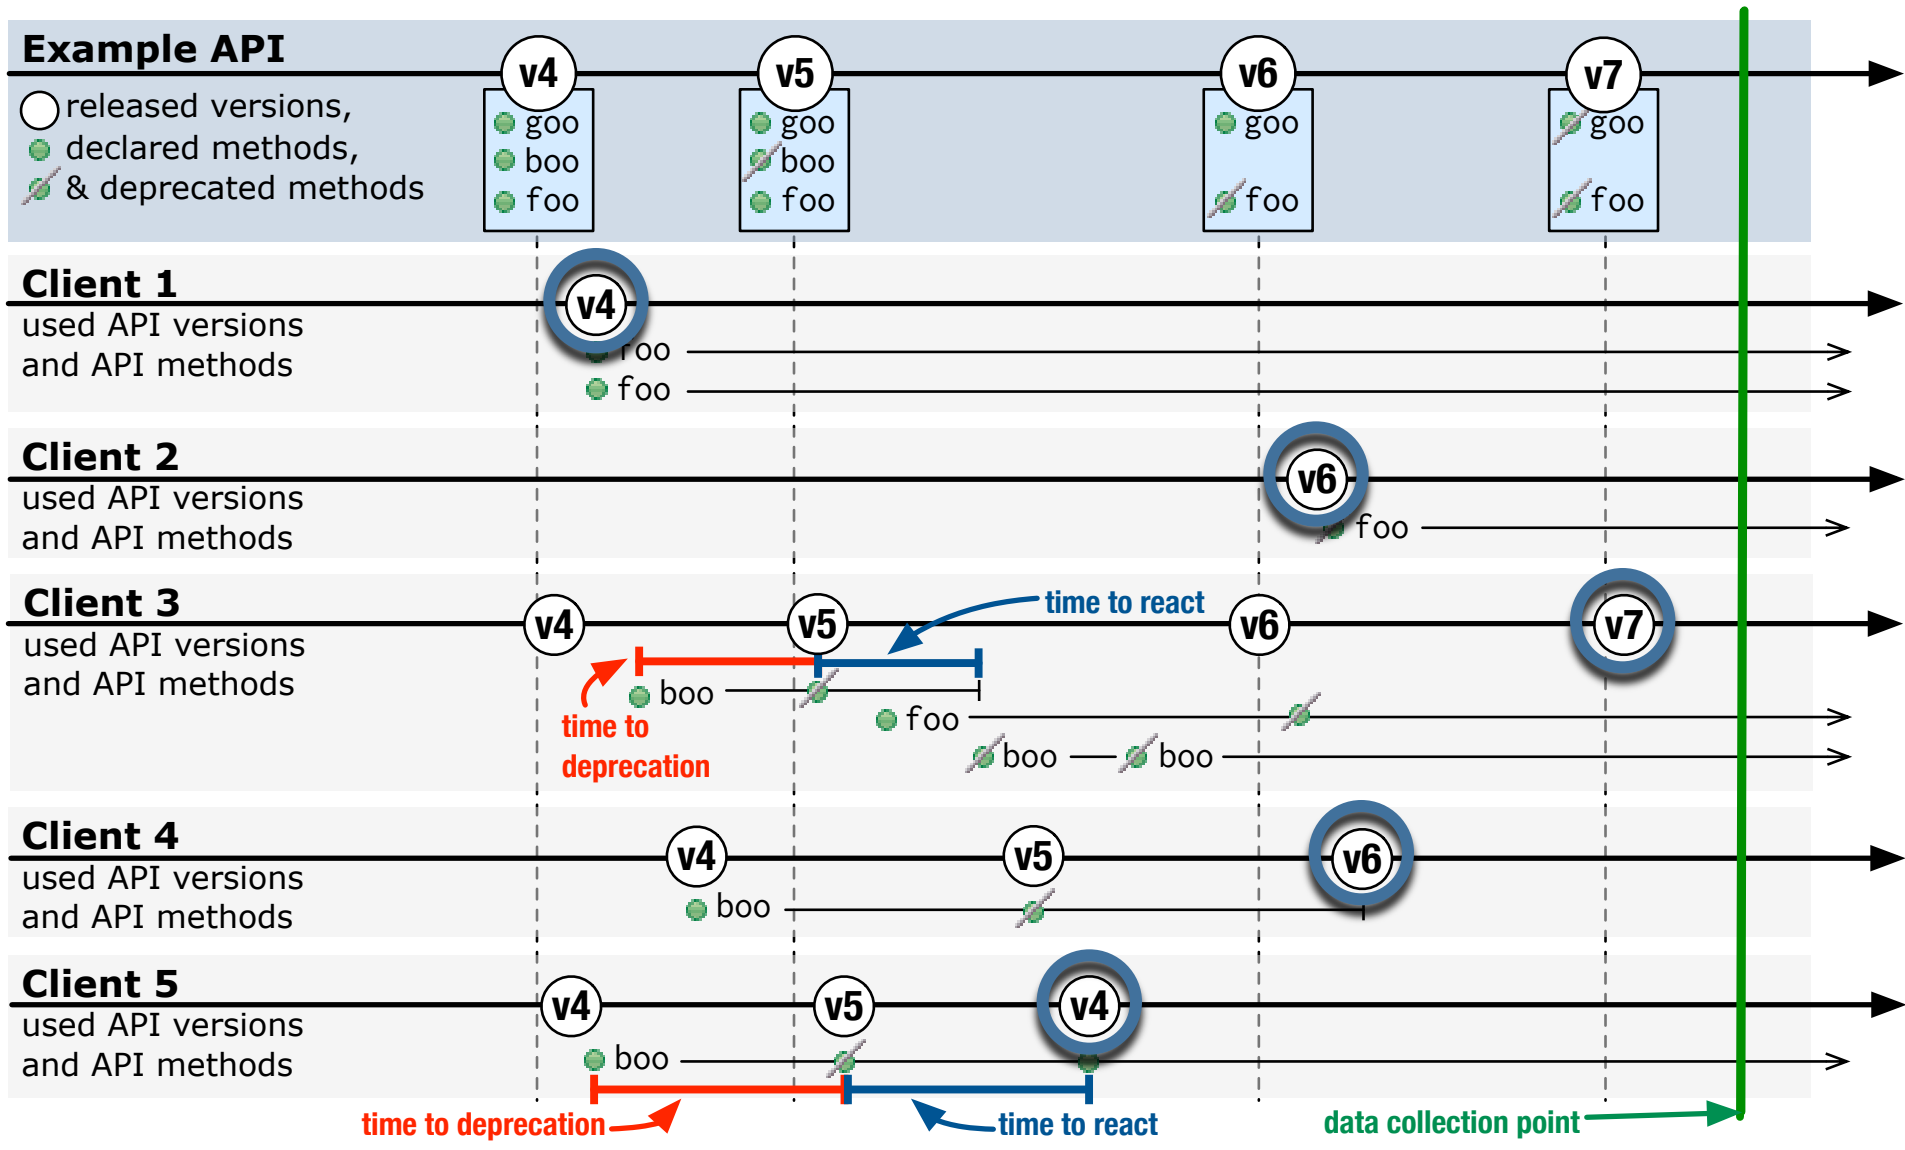 Example API
v4
v5
v6
v7
released versions,
declared methods,
& deprecated methods
goo
boo
foo
goo
boo
foo
goo
foo
goo
foo
Client 1
used API versions
and API methods
v4
foo
foo
Client 2
used API versions
and API methods
v6
foo
Client 3
used API versions
and API methods
v4
v5
v6
v7
time to react
boo
time to
deprecation
foo
boo
boo
Client 4
used API versions
and API methods
v4
v5
v6
boo
Client 5
used API versions
and API methods
v4
v5
v4
boo
time to deprecation
time to react
data collection point